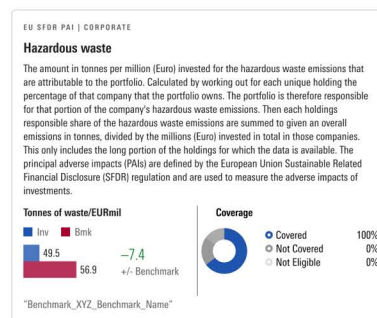 EU SFDR PAI | CORPORATE
Hazardous waste
The amount in tonnes per million (Euro) invested for the hazardous waste emissions that
are attributable to the portfolio. Calculated by working out for each unique holding the
percentage of that company that the portfolio owns. The portfolio is therefore responsible
for that portion of the company's hazardous waste emissions. Then each holdings
responsible share of the hazardous waste emissions are summed to given an overall
emissions in tonnes, divided by the millions (Euro) invested in total in those companies.
This only includes the long portion of the holdings for which the data is available. The
principal adverse impacts (PAIs) are defined by the European Union Sustainable Related
Financial Disclosure (SFDR) regulation and are used to measure the adverse impacts of
investments.
Tonnes of waste/EURmil
Inv Bmk
49.5
56.9
–7.4
+/- Benchmark
Coverage
Covered 100%
Not Covered 0%
Not Eligible 0%
"Benchmark_XYZ_Benchmark_Name"